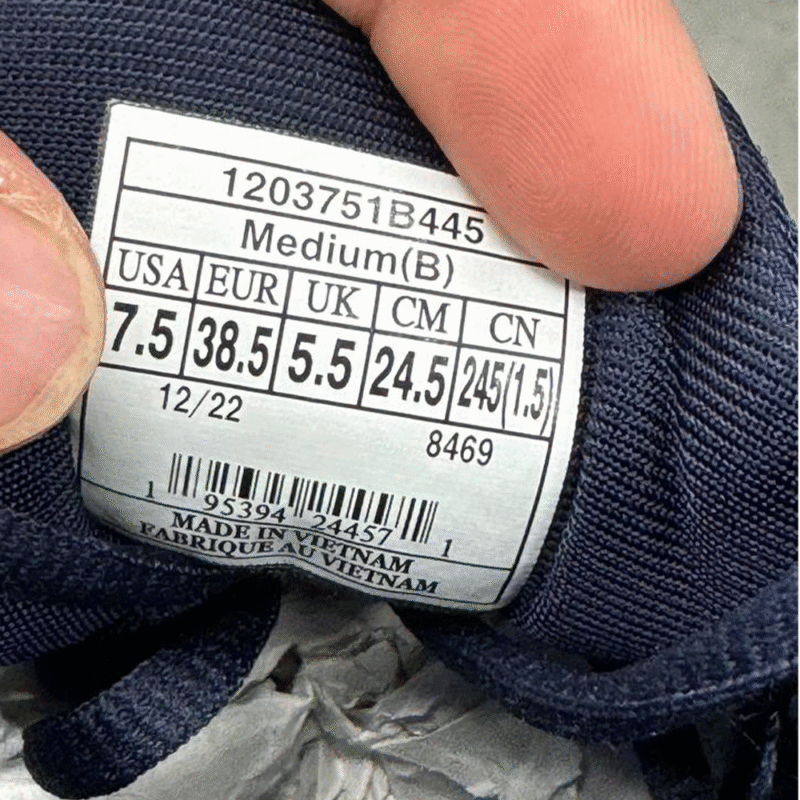 1203751B445
Medium(B)
USA EUR UK CM CN
7.5 38.5 5.5 24.5 245(1.5)
12/22
8469
1 95394 24457 1
MADE IN VIETNAM
FABRIQUE AU VIETNAM